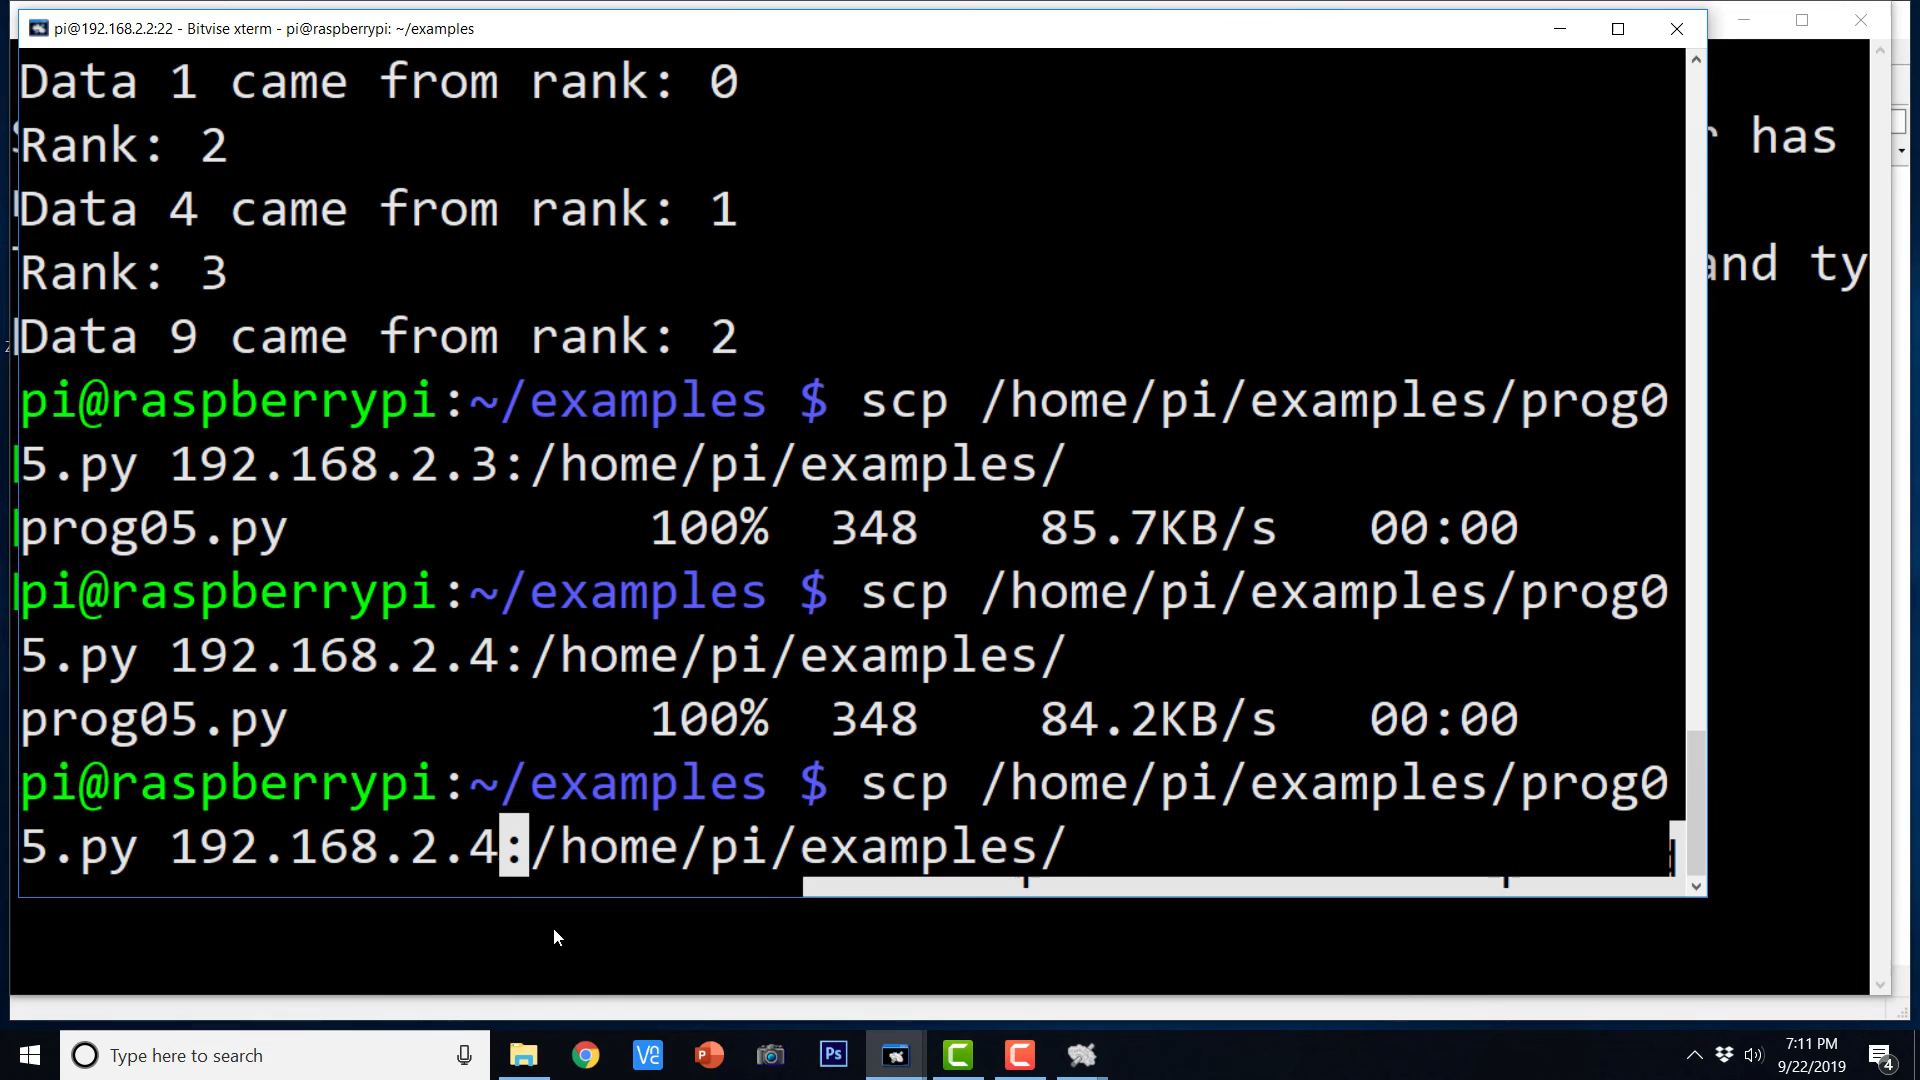 pi@192.168.2.2:22 - Bitvise xterm - pi@raspberrypi: ~/examples
Data 1 came from rank: 0
Rank: 2
has
Data 4 came from rank: 1
Rank: 3
and ty
Data 9 came from rank: 2
pi@raspberrypi:~/examples $ scp /home/pi/examples/prog0
5.py 192.168.2.3:/home/pi/examples/
prog05.py 100% 348 85.7KB/s 00:00
pi@raspberrypi:~/examples $ scp /home/pi/examples/prog0
5.py 192.168.2.4:/home/pi/examples/
prog05.py 100% 348 84.2KB/s 00:00
pi@raspberrypi:~/examples $ scp /home/pi/examples/prog0
5.py 192.168.2.4:/home/pi/examples/
Type here to search
Ps
7:11 PM
9/22/2019
4